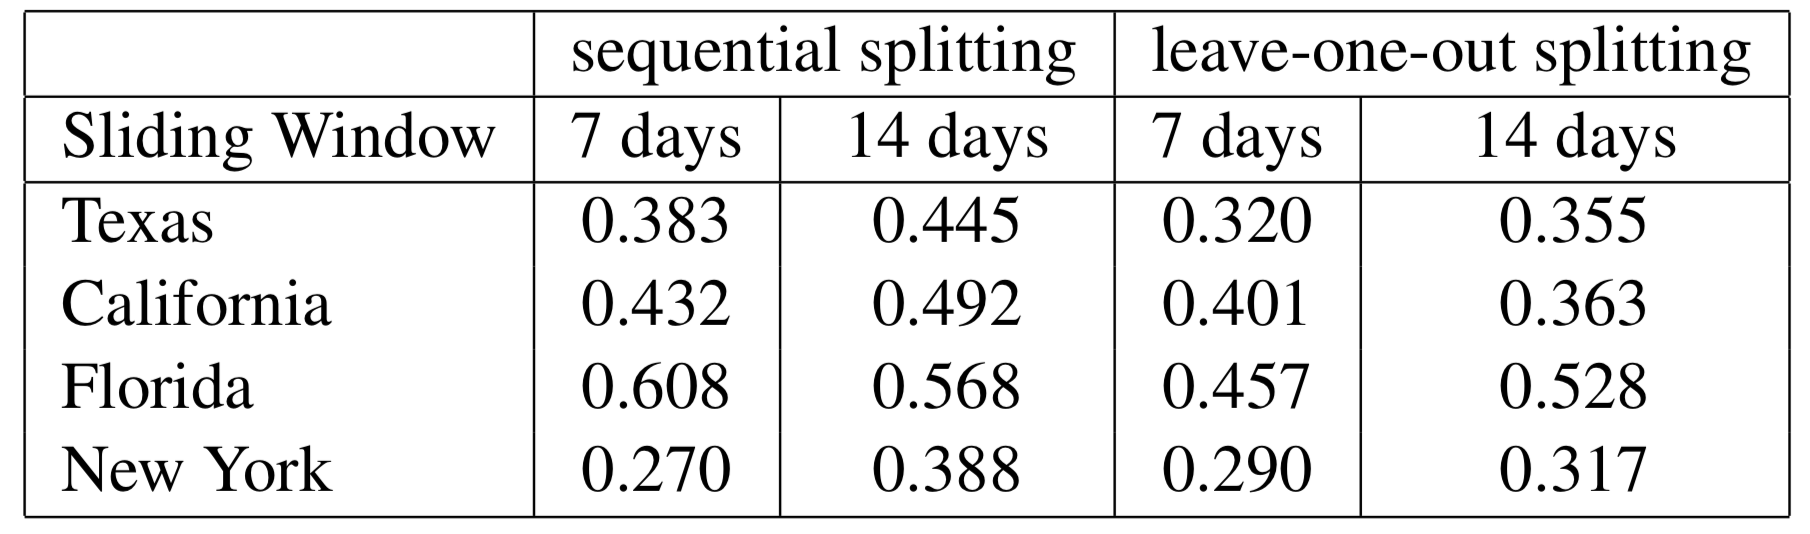 sequential splitting leave-one-out splitting
Sliding Window 7 days 14 days 7 days 14 days
Texas 0.383 0.445 0.320 0.355
California 0.432 0.492 0.401 0.363
Florida 0.608 0.568 0.457 0.528
New York 0.270 0.388 0.290 0.317